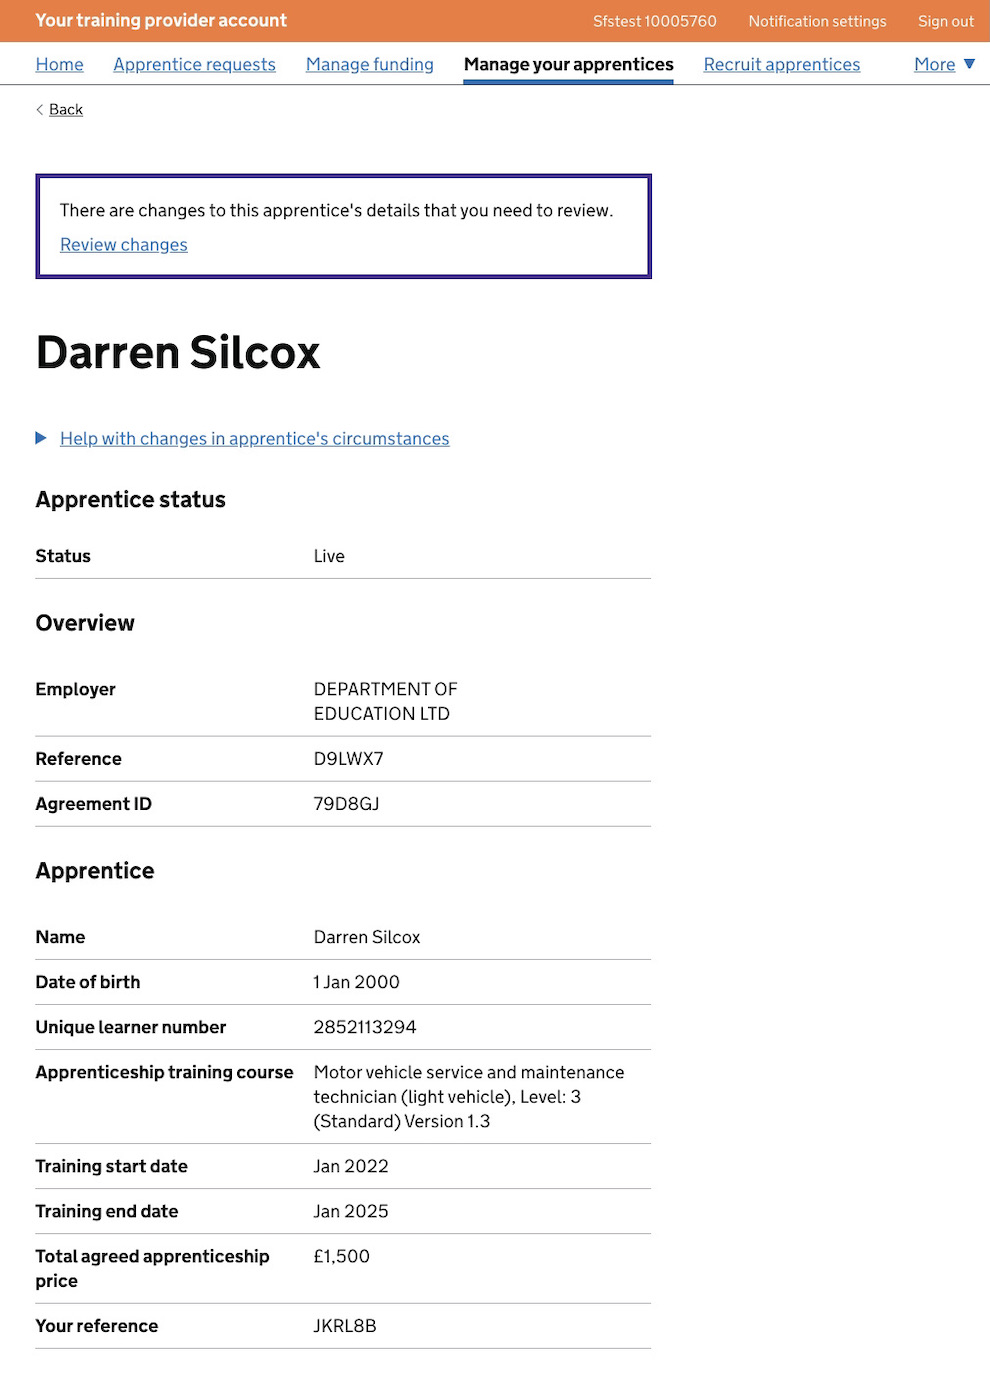 Your training provider account Sfstest 10005760 Notification settings Sign out
Home Apprentice requests Manage funding Manage your apprentices Recruit apprentices More
Back
There are changes to this apprentice's details that you need to review.
Review changes
Darren Silcox
Help with changes in apprentice's circumstances
Apprentice status
Status Live
Overview
Employer DEPARTMENT OF
EDUCATION LTD
Reference D9LWX7
Agreement ID 79D8GJ
Apprentice
Name Darren Silcox
Date of birth 1 Jan 2000
Unique learner number 2852113294
Apprenticeship training course Motor vehicle service and maintenance
technician (light vehicle), Level: 3
(Standard) Version 1.3
Training start date Jan 2022
Training end date Jan 2025
Total agreed apprenticeship £1,500
price
Your reference JKRL8B